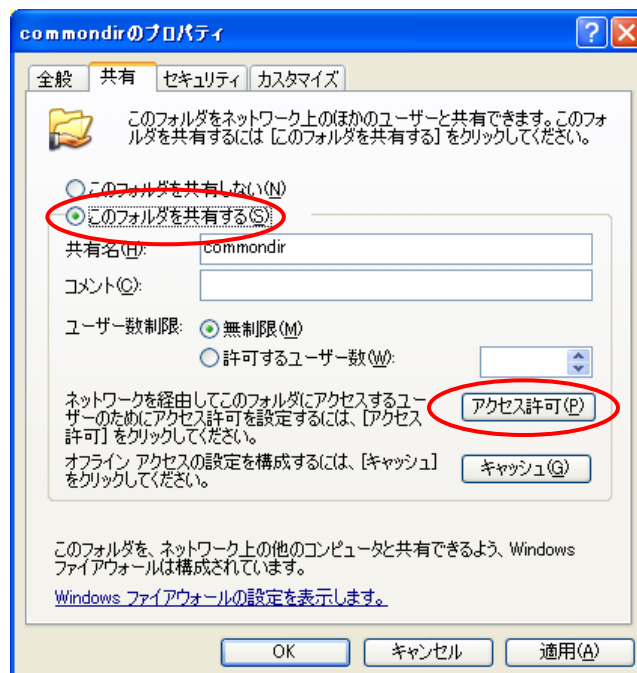 commondirのプロパティ
全般 共有 セキュリティ カスタマイズ
このフォルダをネットワーク上のほかのユーザーと共有できます。このフォ
ルダを共有するには [このフォルダを共有する] をクリックしてください。
このフォルダを共有しない(N)
このフォルダを共有する(S)
共有名(H): commondir
コメント(C):
ユーザー数制限: 無制限(M)
許可するユーザー数(W):
ネットワークを経由してこのフォルダにアクセスするユー
ザーのためにアクセス許可を設定するには、[アクセス
許可] をクリックしてください。
アクセス許可(P)
オフライン アクセスの設定を構成するには、[キャッシュ]
をクリックしてください。
キャッシュ(G)
このフォルダを、ネットワーク上の他のコンピュータと共有できるよう、Windows
ファイアウォールは構成されています。
Windows ファイアウォールの設定を表示します。
OK キャンセル 適用(A)